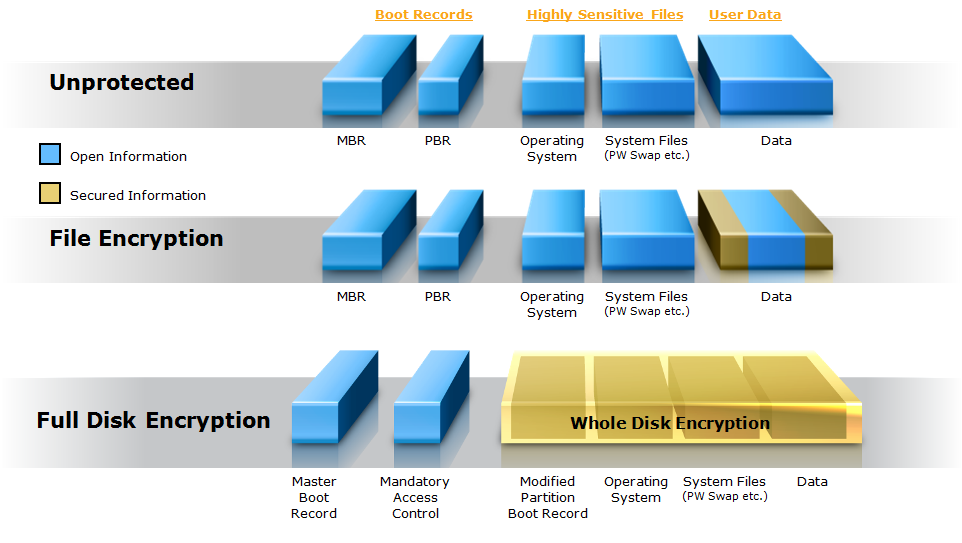 Boot Records Highly Sensitive Files User Data
Unprotected
MBR PBR Operating System System Files (PW Swap etc.) Data
Open Information
Secured Information
File Encryption
MBR PBR Operating System System Files (PW Swap etc.) Data
Full Disk Encryption
Whole Disk Encryption
Master Boot Record Mandatory Access Control Modified Partition Boot Record Operating System System Files (PW Swap etc.) Data